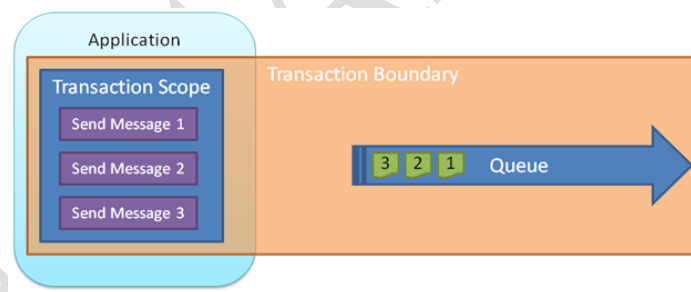 Application
Transaction Scope
Transaction Boundary
Send Message 1
Send Message 2
Send Message 3
3 2 1 Queue